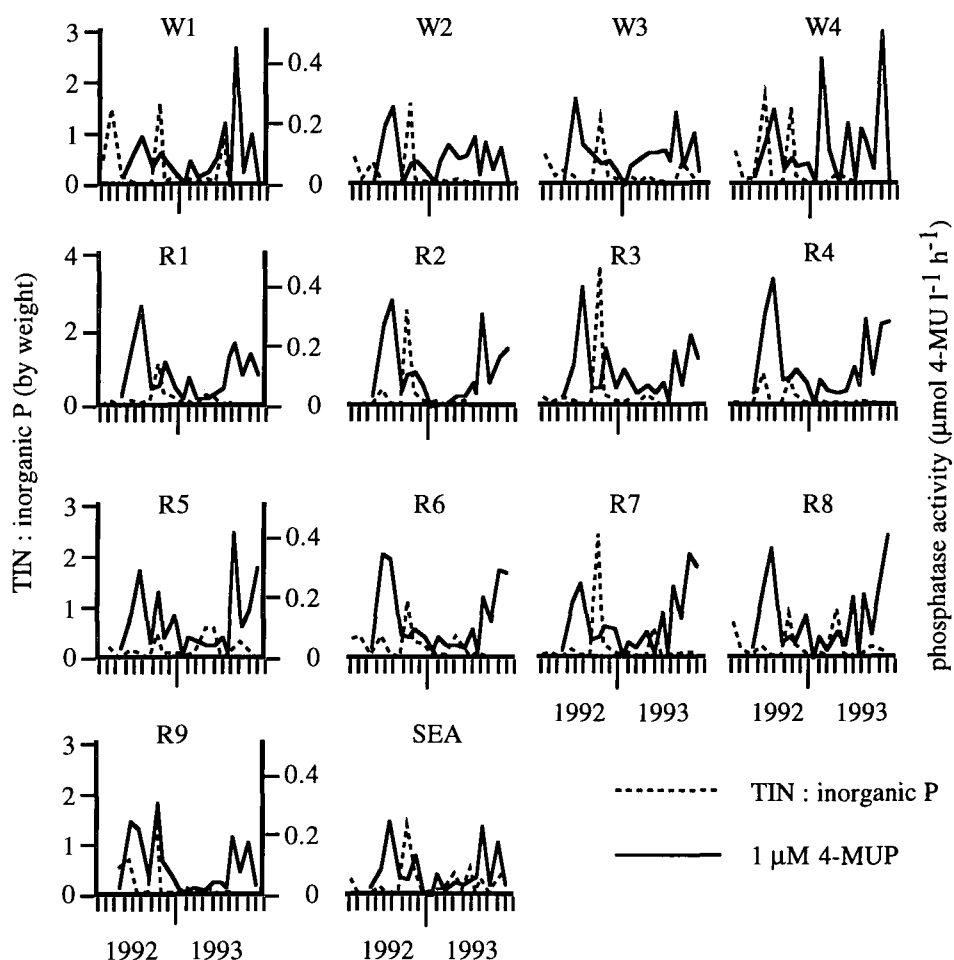 W1 W2 W3 W4
3 2 1 0
0.4 0.2 0
R1 R2 R3 R4
4 2 0
0.4 0.2 0
R5 R6 R7 R8
3 2 1 0
0.4 0.2 0
1992 1993 1992 1993
R9 SEA
3 2 1 0
0.4 0.2 0
1992 1993 1992 1993
TIN : inorganic P
1 µM 4-MUP
TIN : inorganic P (by weight)
phosphatase activity (µmol 4-MU l⁻¹ h⁻¹)